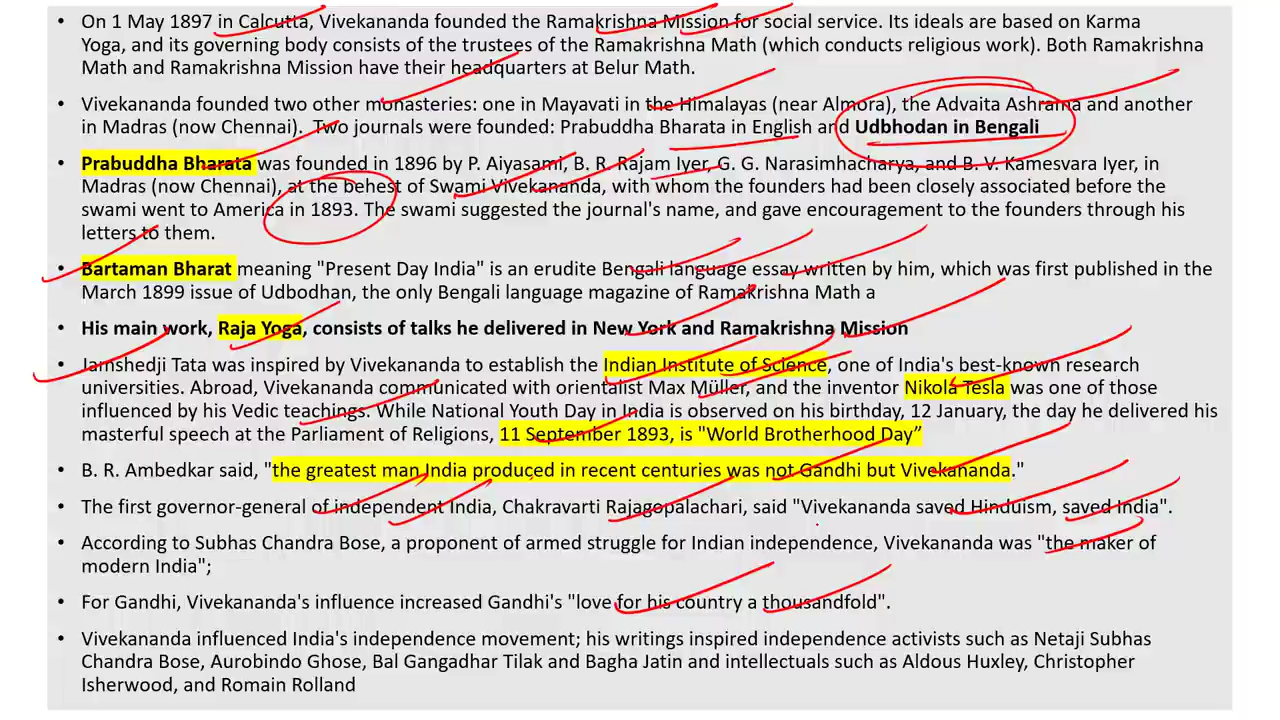 • On 1 May 1897 in Calcutta, Vivekananda founded the Ramakrishna Mission for social service. Its ideals are based on Karma
Yoga, and its governing body consists of the trustees of the Ramakrishna Math (which conducts religious work). Both Ramakrishna
Math and Ramakrishna Mission have their headquarters at Belur Math.
• Vivekananda founded two other monasteries: one in Mayavati in the Himalayas (near Almora), the Advaita Ashrama and another
in Madras (now Chennai). Two journals were founded: Prabuddha Bharata in English and Udbhodan in Bengali
• Prabuddha Bharata was founded in 1896 by P. Aiyasami, B. R. Rajam Iyer, G. G. Narasimhacharya, and B. V. Kamesvara Iyer, in
Madras (now Chennai), at the behest of Swami Vivekananda, with whom the founders had been closely associated before the
swami went to America in 1893. The swami suggested the journal's name, and gave encouragement to the founders through his
letters to them.
• Bartaman Bharat meaning "Present Day India" is an erudite Bengali language essay written by him, which was first published in the
March 1899 issue of Udbodhan, the only Bengali language magazine of Ramakrishna Math a
• His main work, Raja Yoga, consists of talks he delivered in New York and Ramakrishna Mission
• Jamshedji Tata was inspired by Vivekananda to establish the Indian Institute of Science, one of India's best-known research
universities. Abroad, Vivekananda communicated with orientalist Max Müller, and the inventor Nikola Tesla was one of those
influenced by his Vedic teachings. While National Youth Day in India is observed on his birthday, 12 January, the day he delivered his
masterful speech at the Parliament of Religions, 11 September 1893, is "World Brotherhood Day”
• B. R. Ambedkar said, "the greatest man India produced in recent centuries was not Gandhi but Vivekananda."
• The first governor-general of independent India, Chakravarti Rajagopalachari, said "Vivekananda saved Hinduism, saved India".
• According to Subhas Chandra Bose, a proponent of armed struggle for Indian independence, Vivekananda was "the maker of
modern India";
• For Gandhi, Vivekananda's influence increased Gandhi's "love for his country a thousandfold".
• Vivekananda influenced India's independence movement; his writings inspired independence activists such as Netaji Subhas
Chandra Bose, Aurobindo Ghose, Bal Gangadhar Tilak and Bagha Jatin and intellectuals such as Aldous Huxley, Christopher
Isherwood, and Romain Rolland